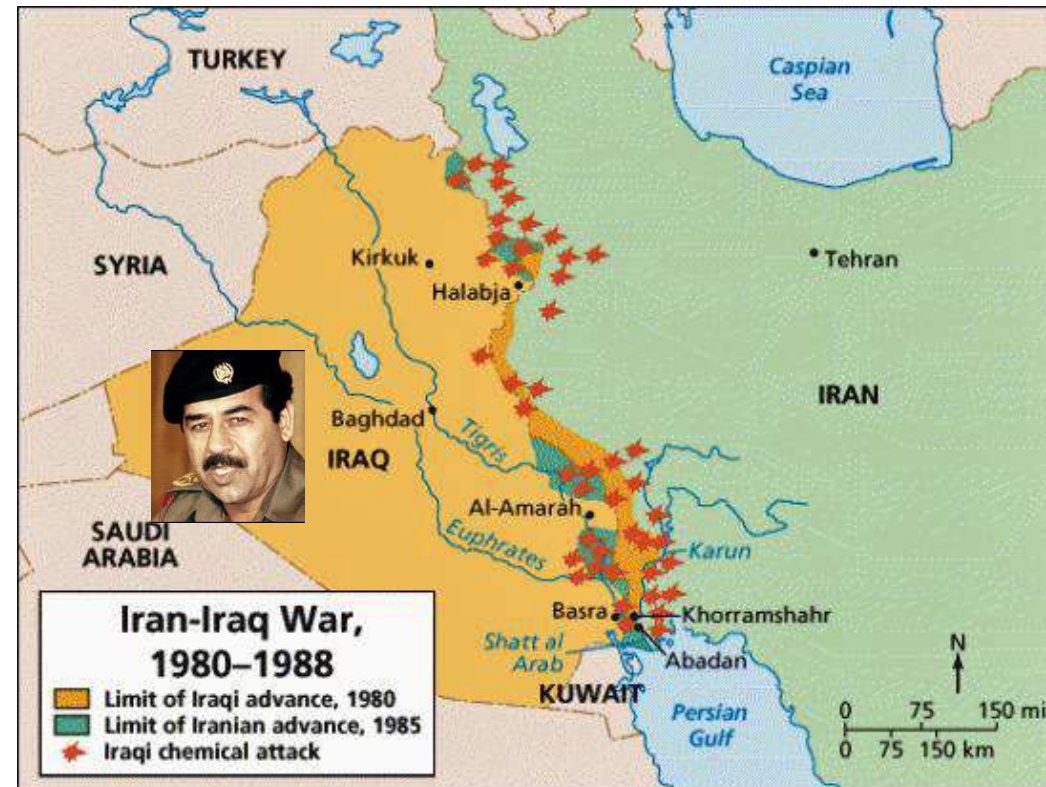 TURKEY
Caspian
Sea
SYRIA
Kirkuk
Halabja
Tehran
IRAN
Baghdad
Tigris
IRAQ
Al-Amarah
Euphrates
Karun
SAUDI
ARABIA
Basra
Khorramshahr
Shatt al
Arab
Abadan
KUWAIT
Persian
Gulf
N
0 75 150 mi
0 75 150 km
Iran-Iraq War,
1980–1988
Limit of Iraqi advance, 1980
Limit of Iranian advance, 1985
Iraqi chemical attack